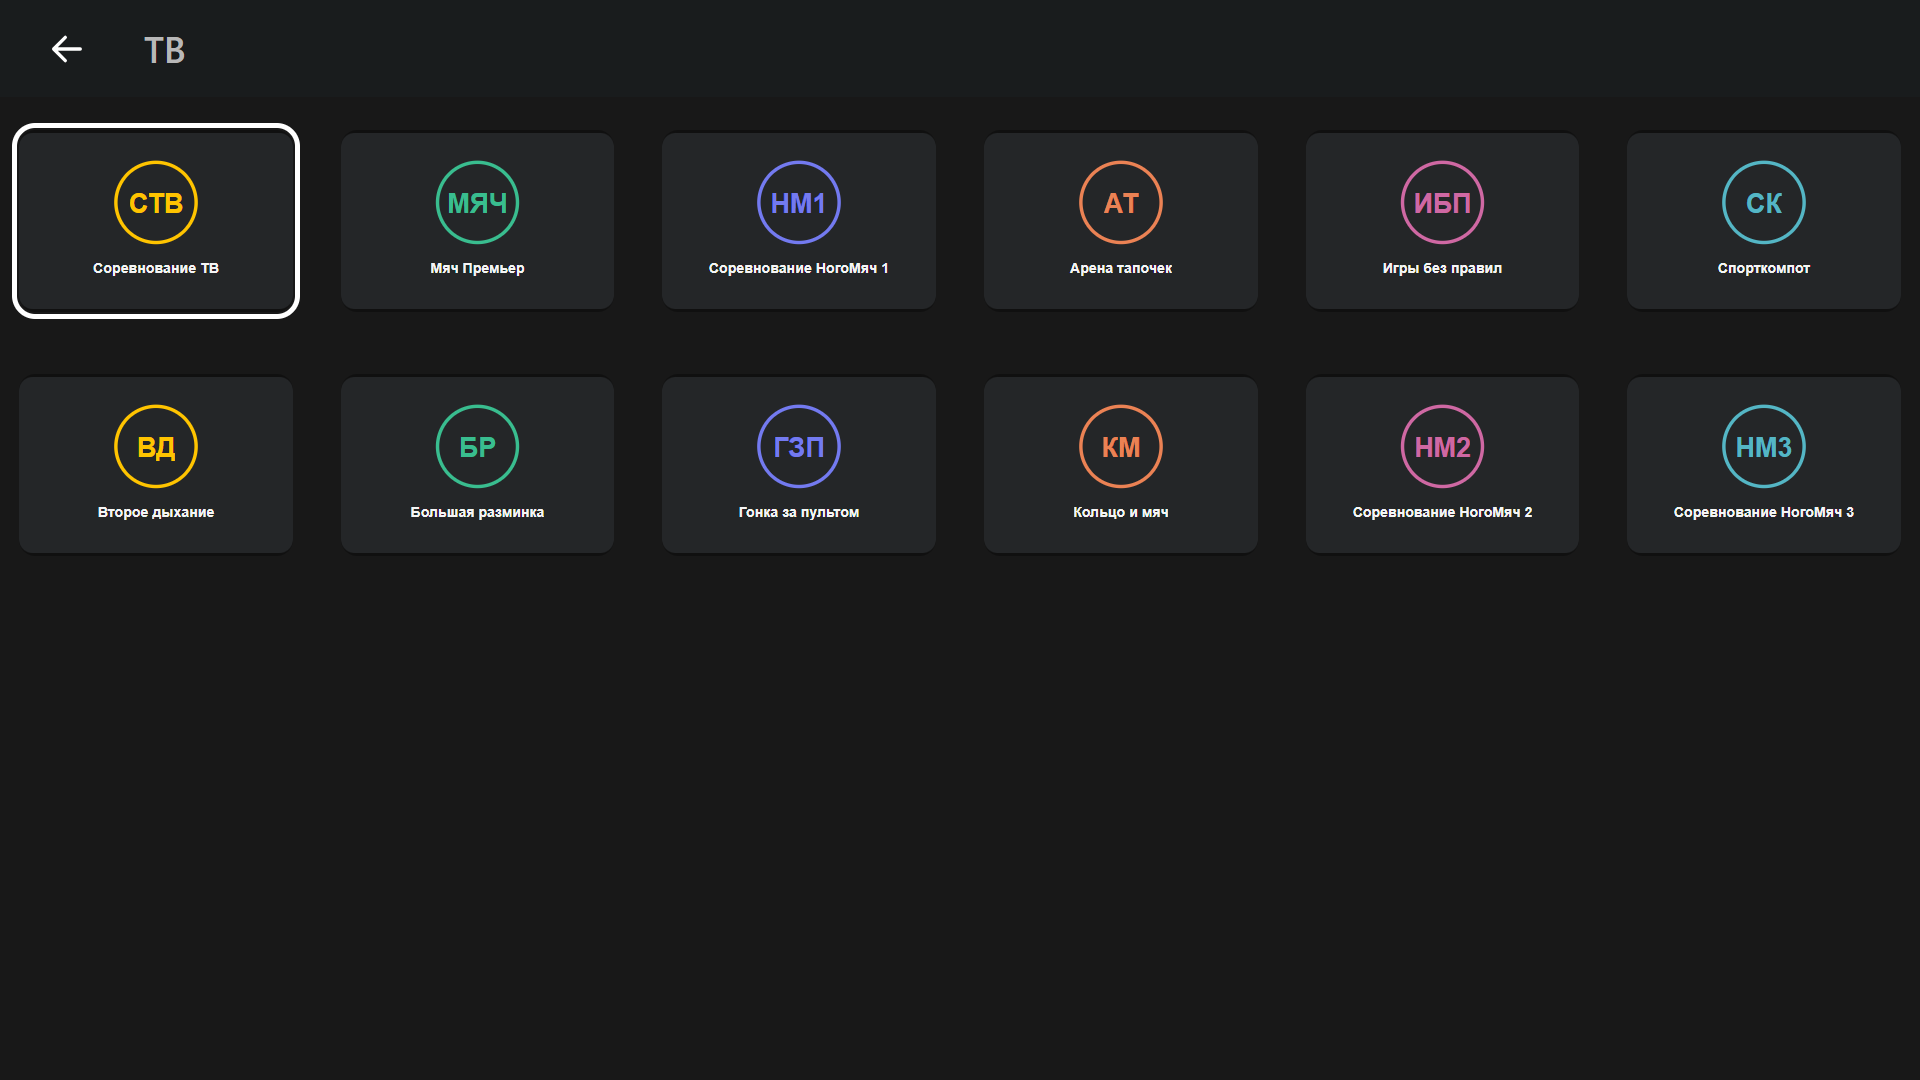 ТВ
СТВ
МЯЧ
НМ1
АТ
ИБП
СК
Соревнование ТВ
Мяч Премьер
Соревнование НогоМяч 1
Арена тапочек
Игры без правил
Спорткомпот
ВД
БР
ГЗП
КМ
НМ2
НМ3
Второе дыхание
Большая разминка
Гонка за пультом
Кольцо и мяч
Соревнование НогоМяч 2
Соревнование НогоМяч 3